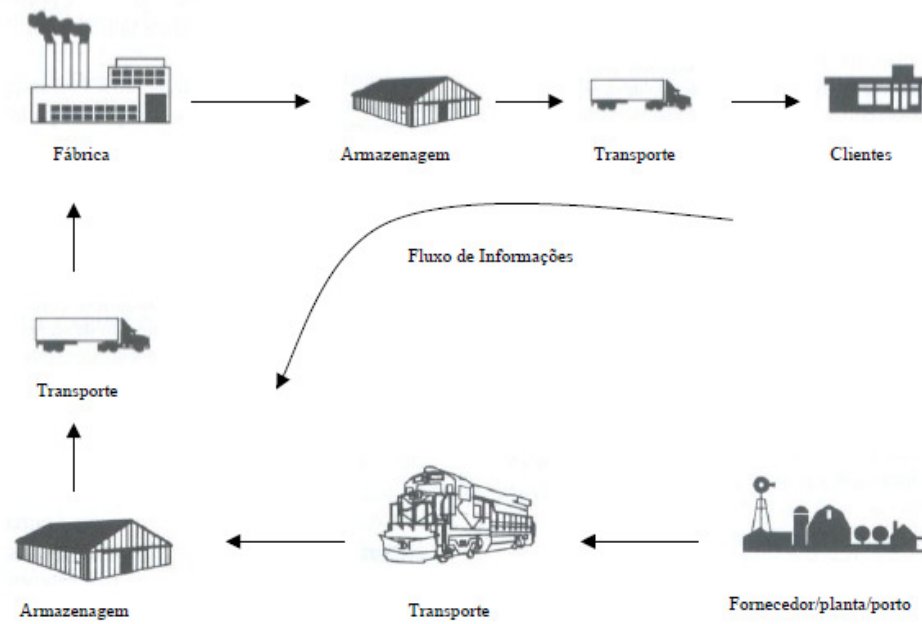 Fábrica
Armazenagem
Transporte
Clientes
Fluxo de Informações
Transporte
Armazenagem
Transporte
Fornecedor/planta/porto